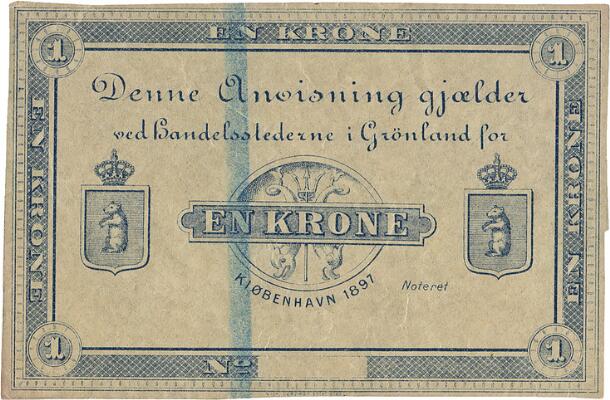 1 EN KRONE 1
Denne Anvisning gjælder
ved Handelsstederne i Grönland for
EN KRONE
EN KRONE
EN KRONE
KJØBENHAVN 1897
Noteret
1 No 1